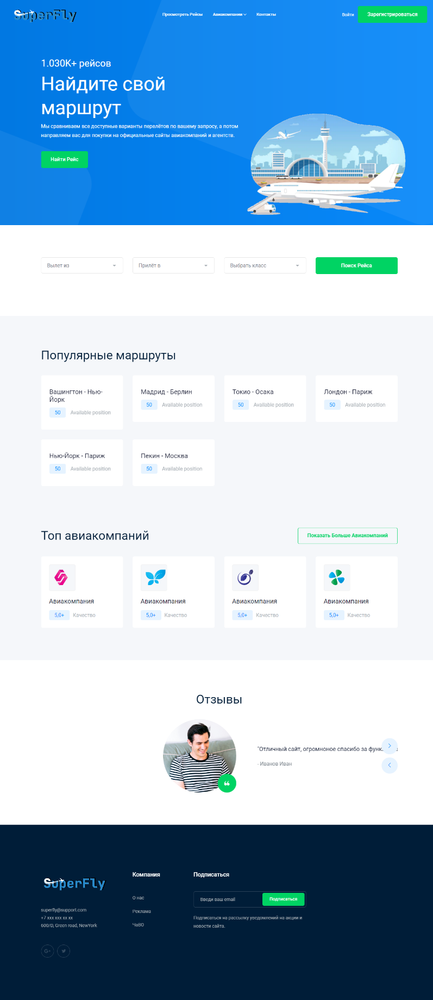 SuperFly
Просмотреть Рейсы
Авиакомпании
Контакты
Войти
Зарегистрироваться
1.030K+ рейсов
Найдите свой
маршрут
Мы сравниваем все доступные варианты перелётов по вашему запросу, а потом
направляем вас для покупки на официальные сайты авиакомпаний и агентств.
Найти Рейс
Вылет из
Прилёт в
Выбрать класс
Поиск Рейса
Популярные маршруты
Вашингтон - Нью-
Йорк
50 Available position
Мадрид - Берлин
50 Available position
Токио - Осака
50 Available position
Лондон - Париж
50 Available position
Нью-Йорк - Париж
50 Available position
Пекин - Москва
50 Available position
Топ авиакомпаний
Показать Больше Авиакомпаний
Авиакомпания
5,0+ Качество
Авиакомпания
5,0+ Качество
Авиакомпания
5,0+ Качество
Авиакомпания
5,0+ Качество
Отзывы
"Отличный сайт, огромноное спасибо за
- Иванов Иван
SuperFly
superfly@support.com
+7 xxx xxx xx xx
600/D, Green road, NewYork
Компания
О нас
Реклама
ЧаВО
Подписаться
Введи ваш email
Подписаться
Подписаться на рассылку уведомлений на акции и
новости сайта.